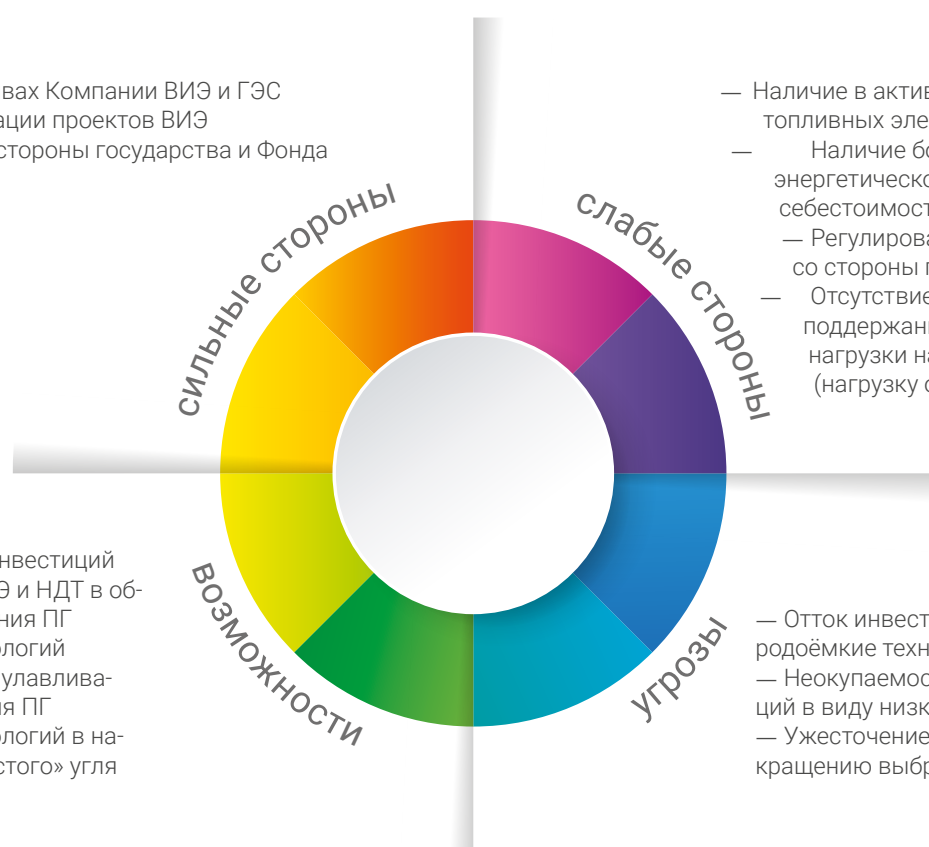 вах Компании ВИЭ и ГЭС
ации проектов ВИЭ
стороны государства и Фонда
сильные стороны
— Наличие в актив
топливных эле
— Наличие бо
энергетическо
себестоимост
— Регулирова
со стороны г
— Отсутствие
поддержани
нагрузки на
(нагрузку с
слабые стороны
нвестиций
Э и НДТ в об-
ния ПГ
ологий
улавлива-
ия ПГ
ологий в на-
стого» угля
возможности
— Отток инвест
родоёмкие техн
— Неокупаемос
ций в виду низк
— Ужесточение
кращению выбр
угрозы